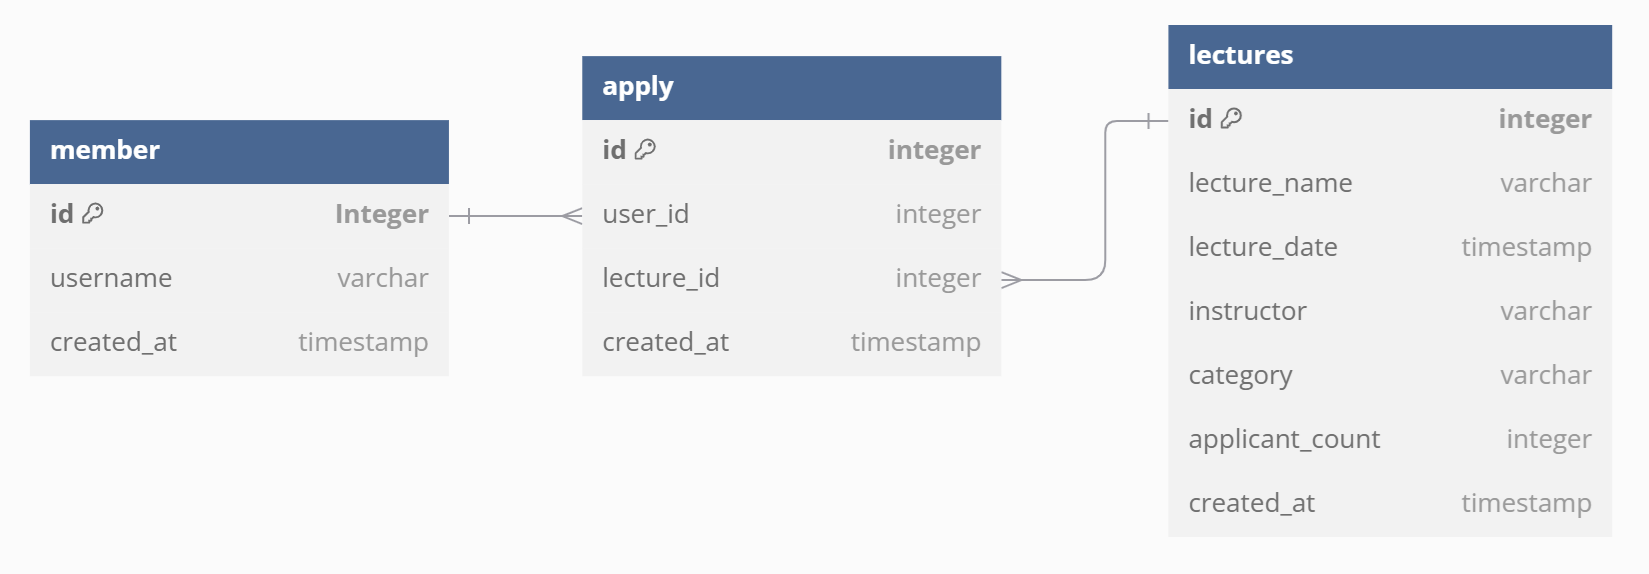 member
id Integer
username varchar
created_at timestamp
apply
id integer
user_id integer
lecture_id integer
created_at timestamp
lectures
id integer
lecture_name varchar
lecture_date timestamp
instructor varchar
category varchar
applicant_count integer
created_at timestamp